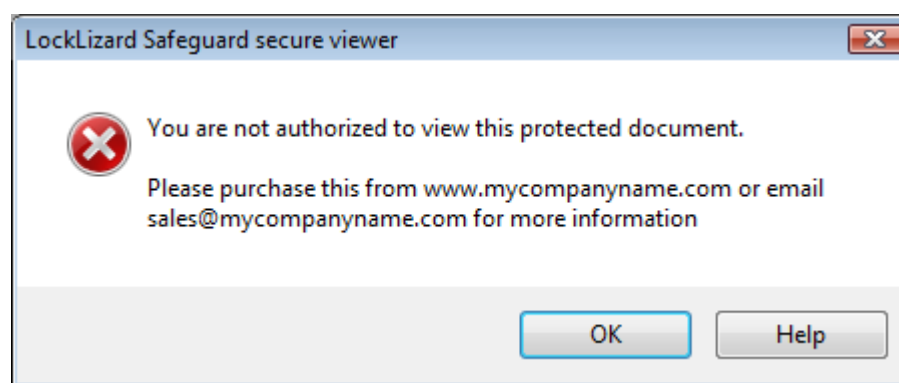 LockLizard Safeguard secure viewer
You are not authorized to view this protected document.
Please purchase this from www.mycompanyname.com or email
sales@mycompanyname.com for more information
OK
Help